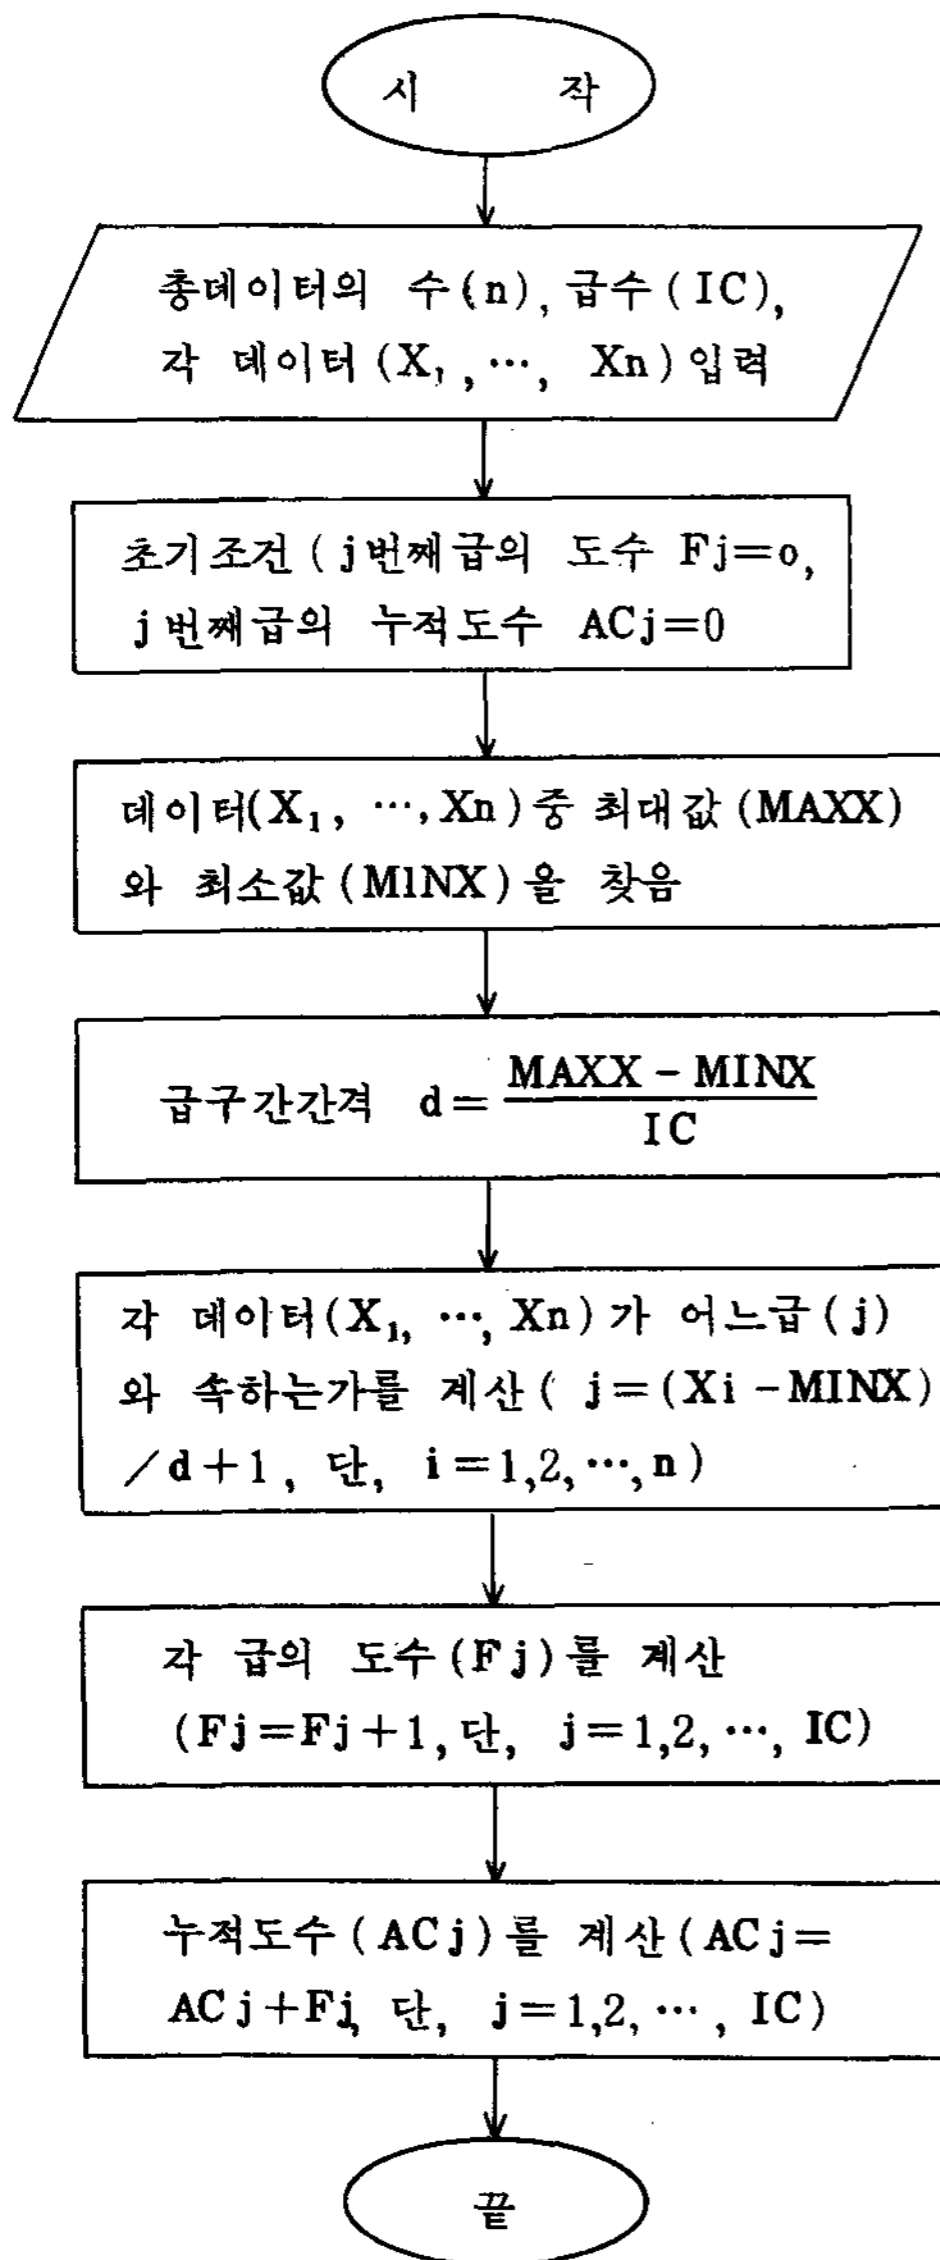 시 작
총데이터의 수(n), 급수(IC),
각 데이터(X₁, ⋯, Xn)입력
초기조건(j번째급의 도수 Fj=o,
j번째급의 누적도수 ACj=0
데이터(X₁, ⋯, Xn)중 최대값(MAXX)
와 최소값(MINX)을 찾음
급구간간격 d= MAXX - MINX
IC
각 데이터(X₁, ⋯, Xn)가 어느급(j)
와 속하는가를 계산( j=(Xi-MINX)
/d+1, 단, i=1,2, ⋯, n)
각 급의 도수(Fj)를 계산
(Fj=Fj+1, 단, j=1,2, ⋯, IC)
누적도수(ACj)를 계산(ACj=
ACj+Fj, 단, j=1,2, ⋯, IC)
끝